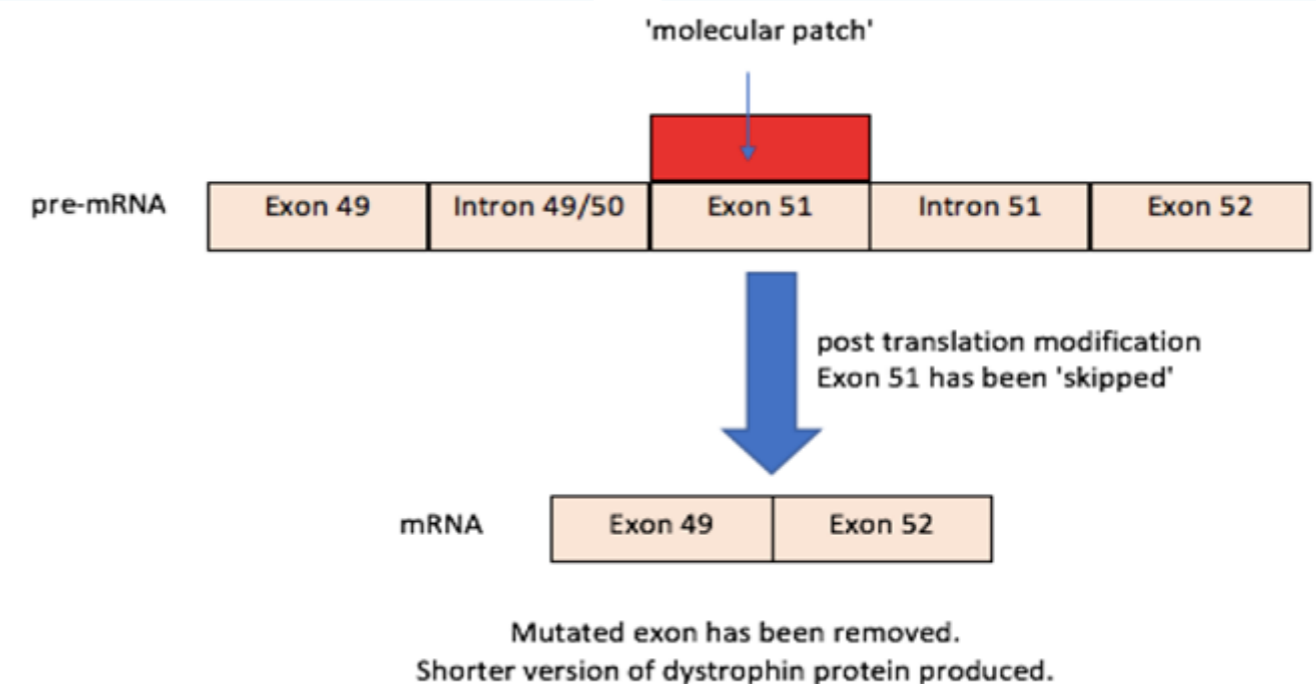 'molecular patch'
pre-mRNA Exon 49 Intron 49/50 Exon 51 Intron 51 Exon 52
post translation modification
Exon 51 has been 'skipped'
mRNA Exon 49 Exon 52
Mutated exon has been removed.
Shorter version of dystrophin protein produced.